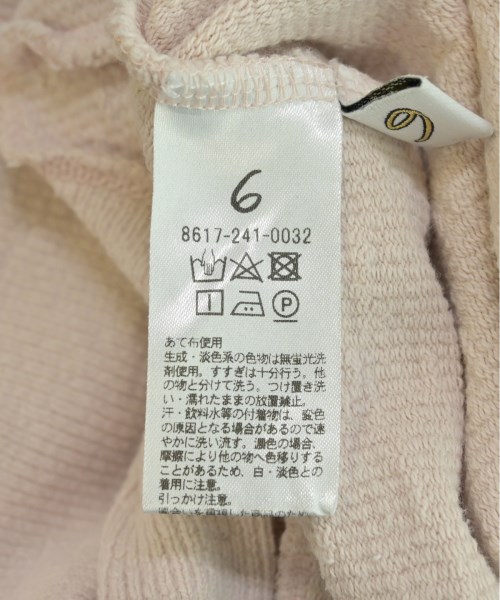 6
6
8617-241-0032
P
あて布使用
生成・淡色系の色物は無蛍光洗
剤使用。すすぎは十分行う。他
の物と分けて洗う。つけ置き洗
い・濡れたままの放置禁止。
汗・飲料水等の付着物は、変色
の原因となる場合があるので速
やかに洗い流す。濃色の場合、
摩擦により他の物へ色移りする
ことがあるため、白・淡色との
着用に注意。
引っかけ注意。